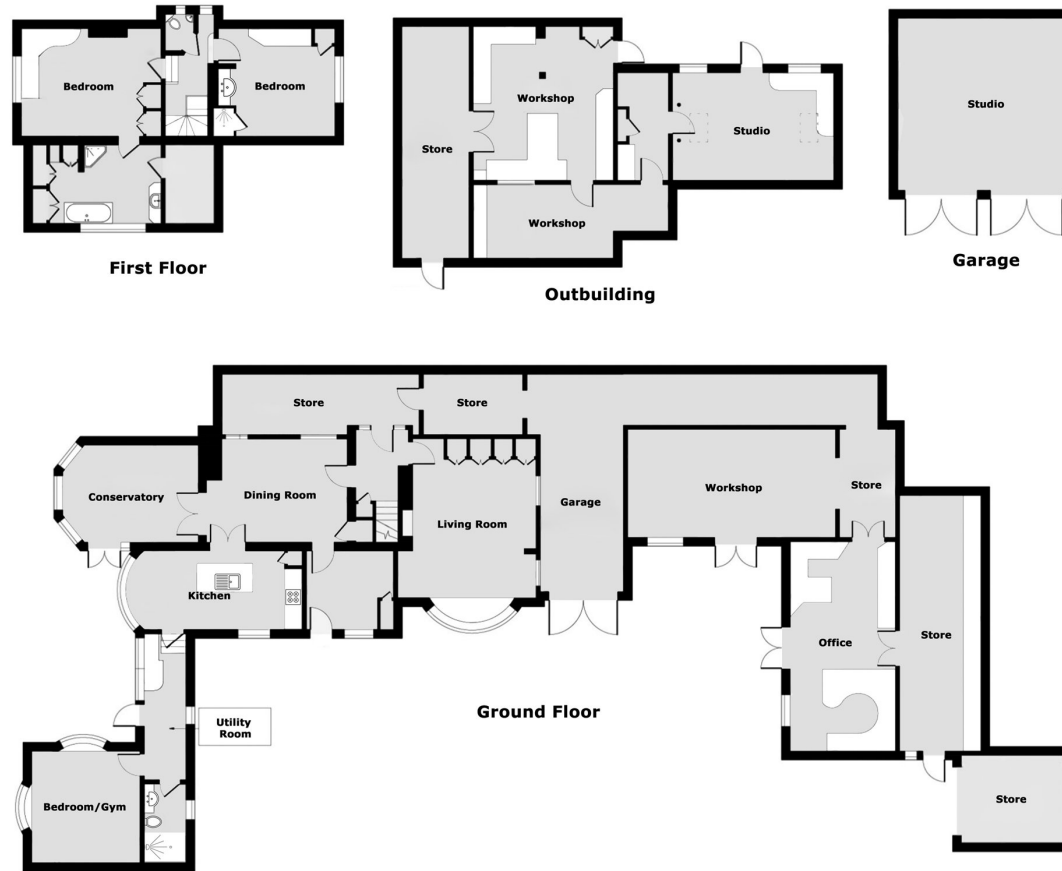 Bedroom
Bedroom
First Floor
Store
Workshop
Studio
Workshop
Outbuilding
Studio
Garage
Store
Store
Conservatory
Dining Room
Living Room
Garage
Workshop
Store
Kitchen
Office
Store
Ground Floor
Utility
Room
Bedroom/Gym
Store